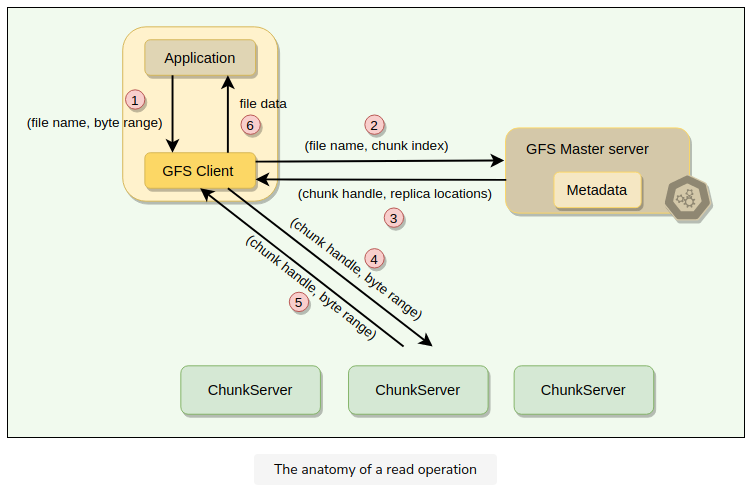 Application
1
(file name, byte range)
file data
6
2
(file name, chunk index)
GFS Client
GFS Master server
Metadata
(chunk handle, replica locations)
3
(chunk handle, byte range)
4
(chunk handle, byte range)
5
ChunkServer
ChunkServer
ChunkServer
The anatomy of a read operation